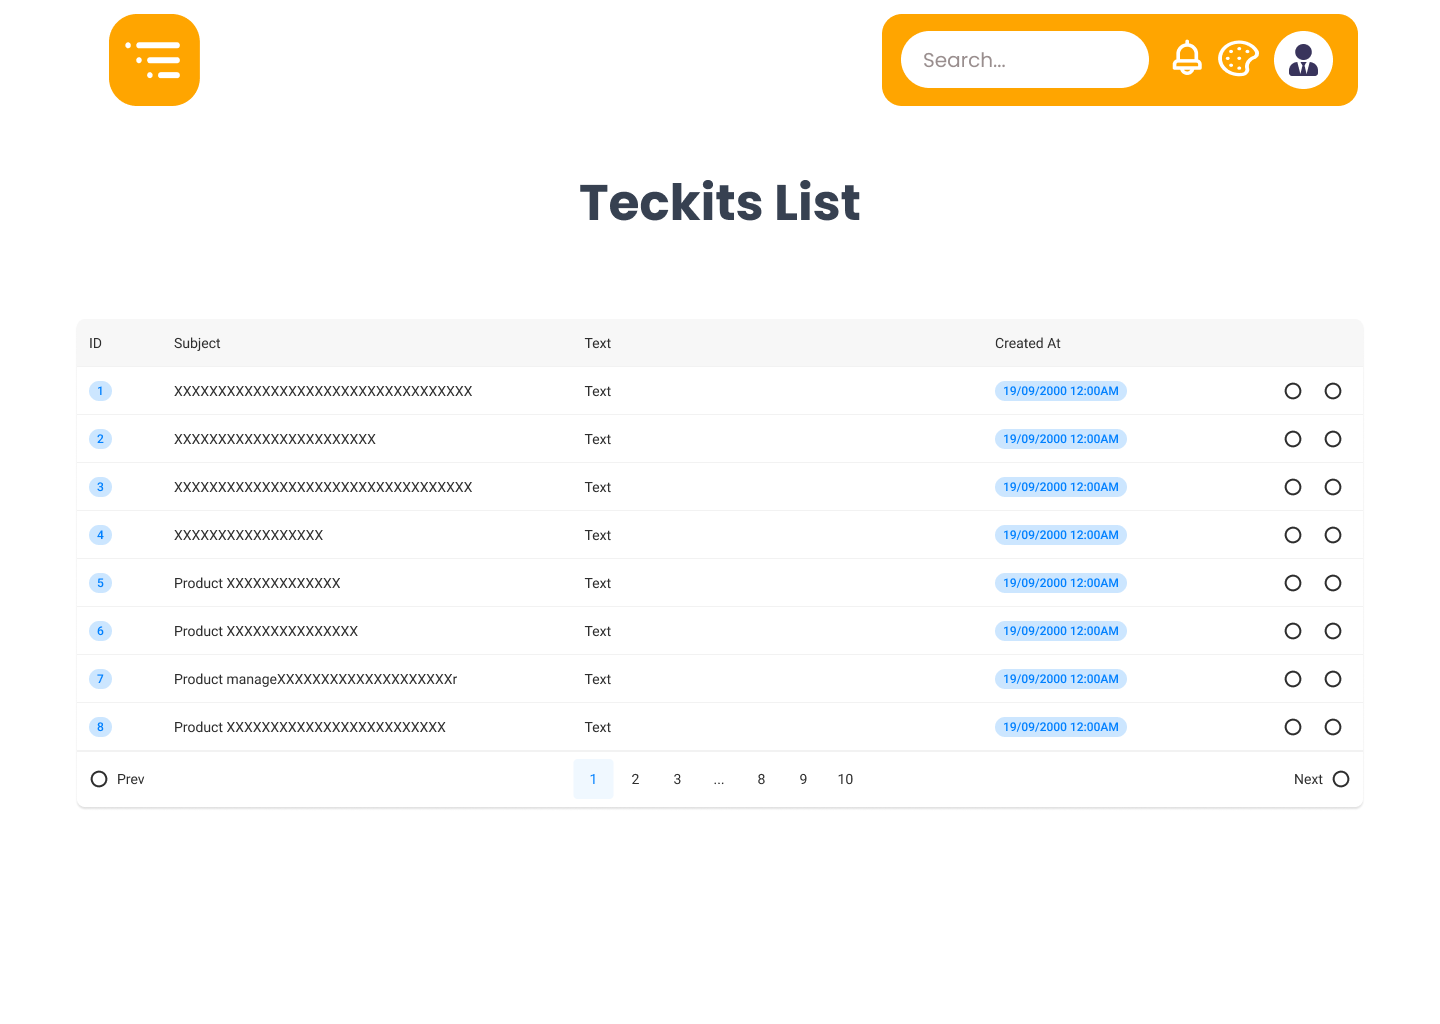 Search...
Teckits List
ID Subject Text Created At
1 XXXXXXXXXXXXXXXXXXXXXXXXXXXXXXXXXX Text 19/09/2000 12:00AM
2 XXXXXXXXXXXXXXXXXXXXXXX Text 19/09/2000 12:00AM
3 XXXXXXXXXXXXXXXXXXXXXXXXXXXXXXXXXX Text 19/09/2000 12:00AM
4 XXXXXXXXXXXXXXXXX Text 19/09/2000 12:00AM
5 Product XXXXXXXXXXXXX Text 19/09/2000 12:00AM
6 Product XXXXXXXXXXXXXXX Text 19/09/2000 12:00AM
7 Product manageXXXXXXXXXXXXXXXXXXXXr Text 19/09/2000 12:00AM
8 Product XXXXXXXXXXXXXXXXXXXXXXXXX Text 19/09/2000 12:00AM
Prev 1 2 3 ... 8 9 10 Next